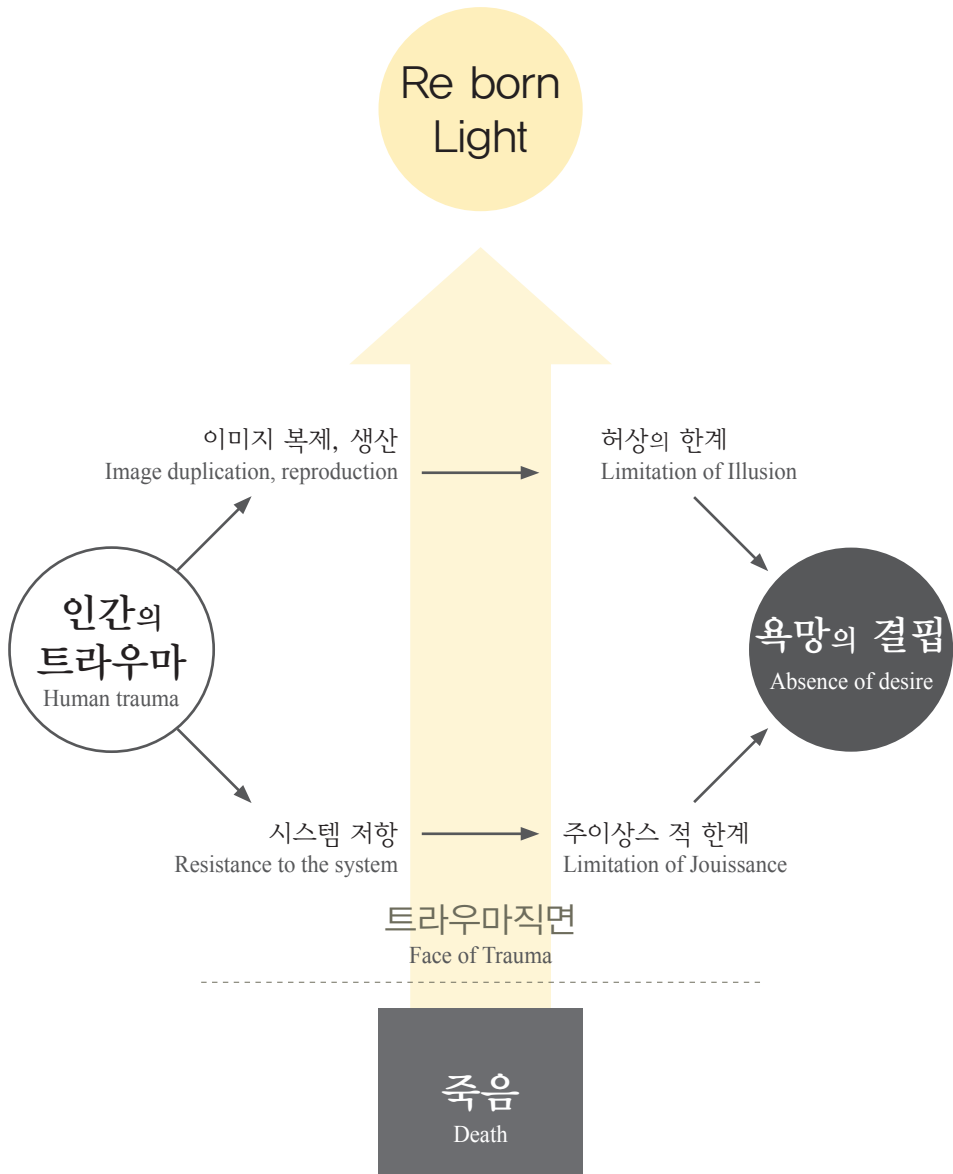 Re born
Light
이미지 복제, 생산
Image duplication, reproduction
허상의 한계
Limitation of Illusion
인간의
트라우마
Human trauma
욕망의 결핍
Absence of desire
시스템 저항
Resistance to the system
주이상스 적 한계
Limitation of Jouissance
트라우마직면
Face of Trauma
죽음
Death